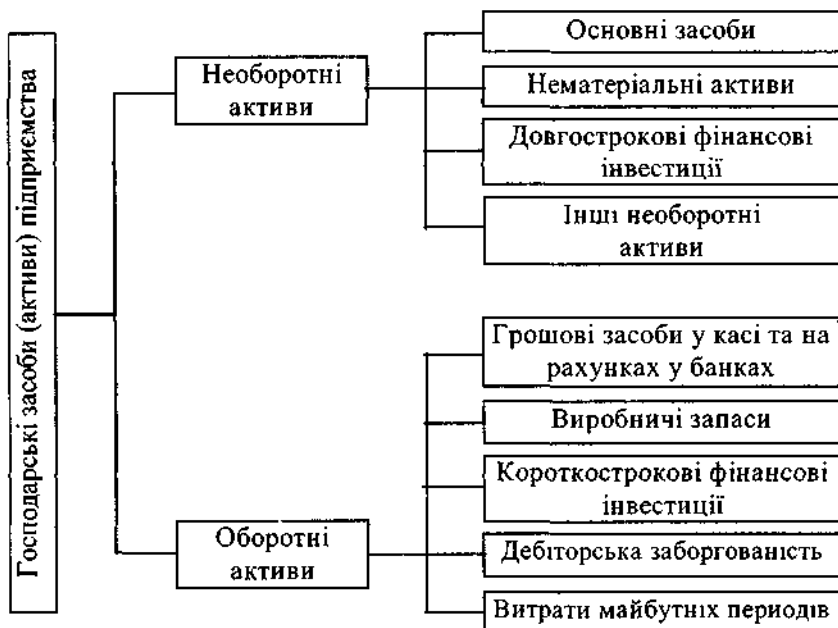 Господарські засоби (активи) підприємства
Необоротні
активи
Основні засоби
Нематеріальні активи
Довгострокові фінансові
інвестиції
Інші необоротні
активи
Оборотні
активи
Грошові засоби у касі та на
рахунках у банках
Виробничі запаси
Короткострокові фінансові
інвестиції
Дебіторська заборгованість
Витрати майбутніх періодів